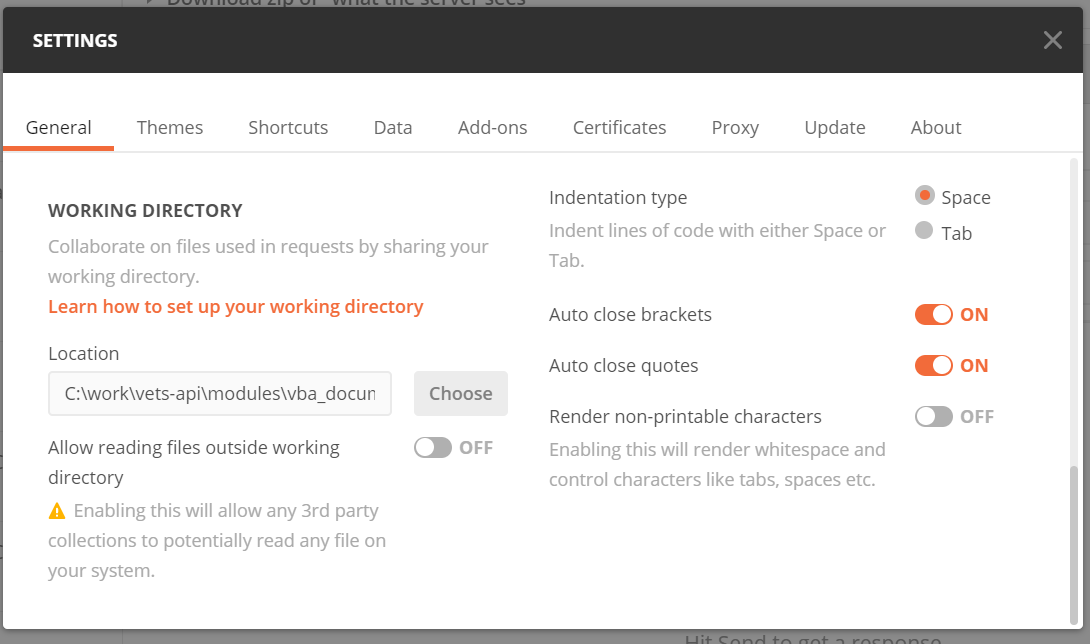 Download zip of "what the server sees"
SETTINGS
General Themes Shortcuts Data Add-ons Certificates Proxy Update About
WORKING DIRECTORY
Collaborate on files used in requests by sharing your
working directory.
Learn how to set up your working directory
Location
C:\work\vets-api\modules\vba_docun
Choose
Allow reading files outside working
directory
OFF
Enabling this will allow any 3rd party
collections to potentially read any file on
your system.
Indentation type
Indent lines of code with either Space or
Tab.
Space
Tab
Auto close brackets
ON
Auto close quotes
ON
Render non-printable characters
OFF
Enabling this will render whitespace and
control characters like tabs, spaces etc.
Hit Send to get a response